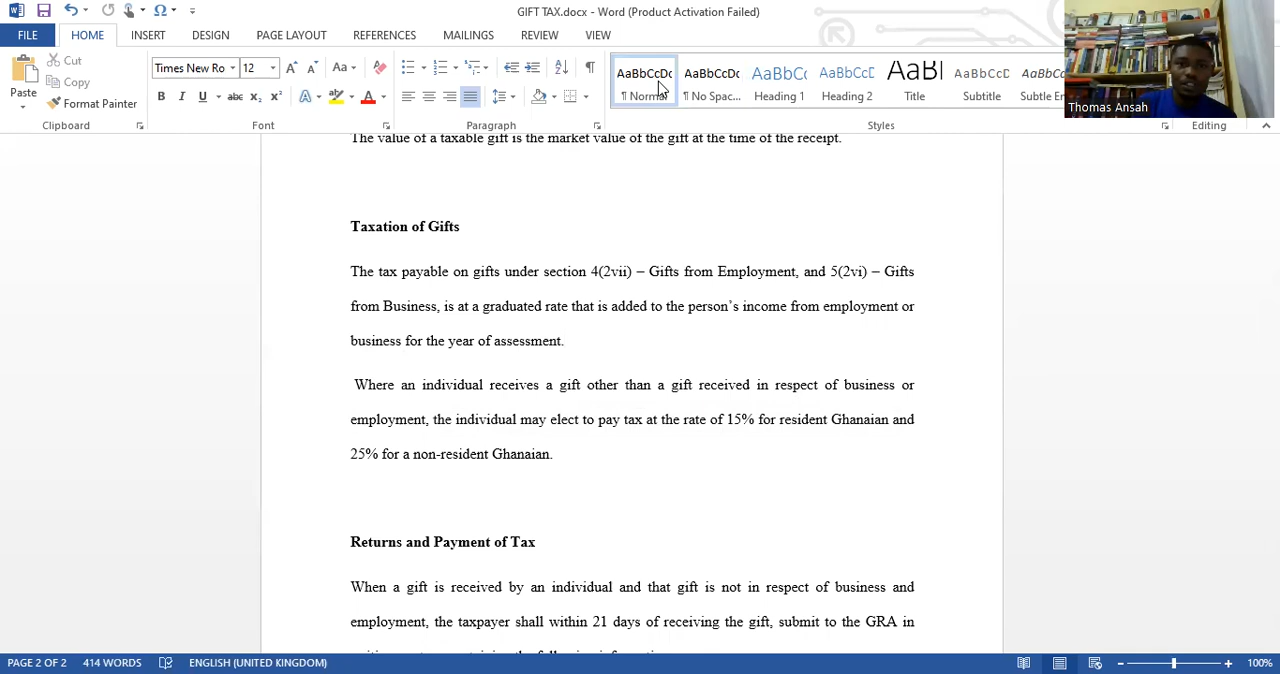 GIFT TAX.docx - Word (Product Activation Failed)
FILE HOME INSERT DESIGN PAGE LAYOUT REFERENCES MAILINGS REVIEW VIEW
Paste
Cut
Copy
Format Painter
Clipboard
Times New Ro 12
Font
Paragraph
AaBbCcDc AaBbCcDc AaBbC AaBbCcD AaBI AaBbCcD AaBbCcD
¶ Normal ¶ No Spac... Heading 1 Heading 2 Title Subtitle Subtle Em
Styles
Editing
Thomas Ansah
The value of a taxable gift is the market value of the gift at the time of the receipt.
Taxation of Gifts
The tax payable on gifts under section 4(2vii) – Gifts from Employment, and 5(2vi) – Gifts
from Business, is at a graduated rate that is added to the person’s income from employment or
business for the year of assessment.
Where an individual receives a gift other than a gift received in respect of business or
employment, the individual may elect to pay tax at the rate of 15% for resident Ghanaian and
25% for a non-resident Ghanaian.
Returns and Payment of Tax
When a gift is received by an individual and that gift is not in respect of business and
employment, the taxpayer shall within 21 days of receiving the gift, submit to the GRA in
PAGE 2 OF 2 414 WORDS ENGLISH (UNITED KINGDOM) 100%